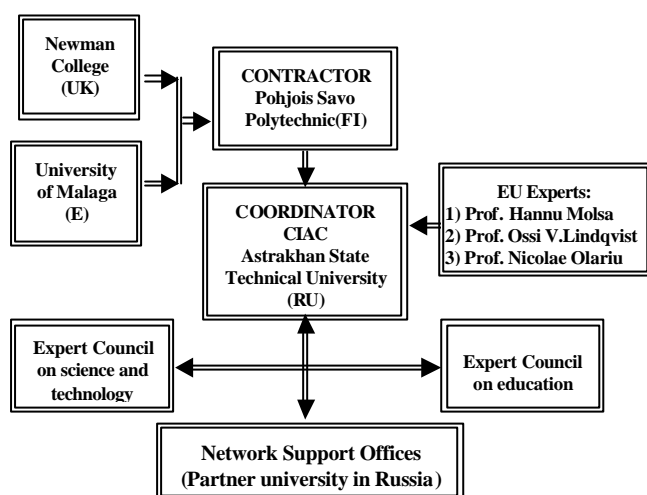 Newman
College
(UK)
CONTRACTOR
Pohjois Savo
Polytechnic(FI)
University
of Malaga
(E)
COORDINATOR
CIAC
Astrakhan State
Technical University
(RU)
EU Experts:
1) Prof. Hannu Molsa
2) Prof. Ossi V.Lindqvist
3) Prof. Nicolae Olariu
Expert Council
on science and
technology
Expert Council
on education
Network Support Offices
(Partner university in Russia)